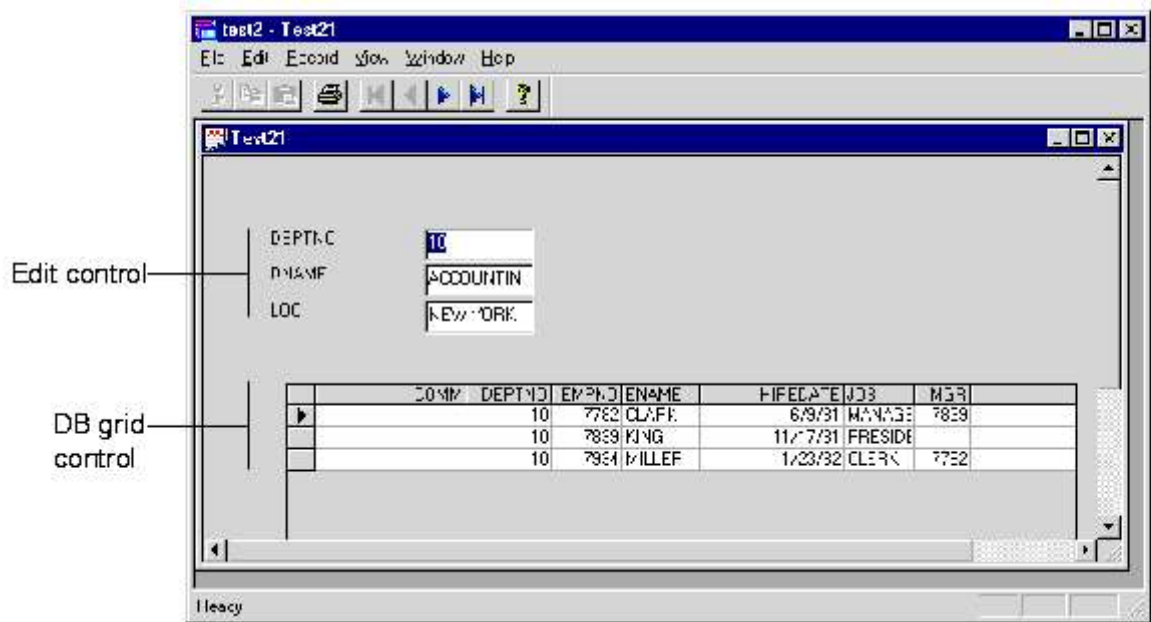 test2 - Test21
File Edit Record View Window Help
Test21
DEPTNO 10
Edit control
DNAME ACCOUNTIN
LOC NEW YORK
COMM DEPTNO EMPNO ENAME HIREDATE JOB MGR
10 7782 CLARK 6/9/81 MANAGE 7839
DB grid control
10 7839 KING 11/17/81 PRESIDE
10 7934 MILLER 1/23/82 CLERK 7782
Ready